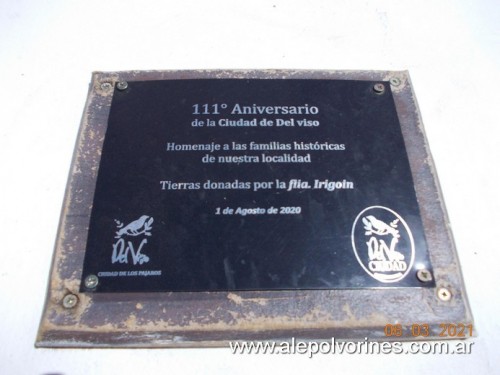 111° Aniversario
de la Ciudad de Del viso
Homenaje a las familias históricas
de nuestra localidad
Tierras donadas por la flia. Irigoin
1 de Agosto de 2020
Del Viso
CIUDAD DE LOS PAJAROS
Del Viso
CIUDAD
06 03 2021
www.alepolvorines.com.ar